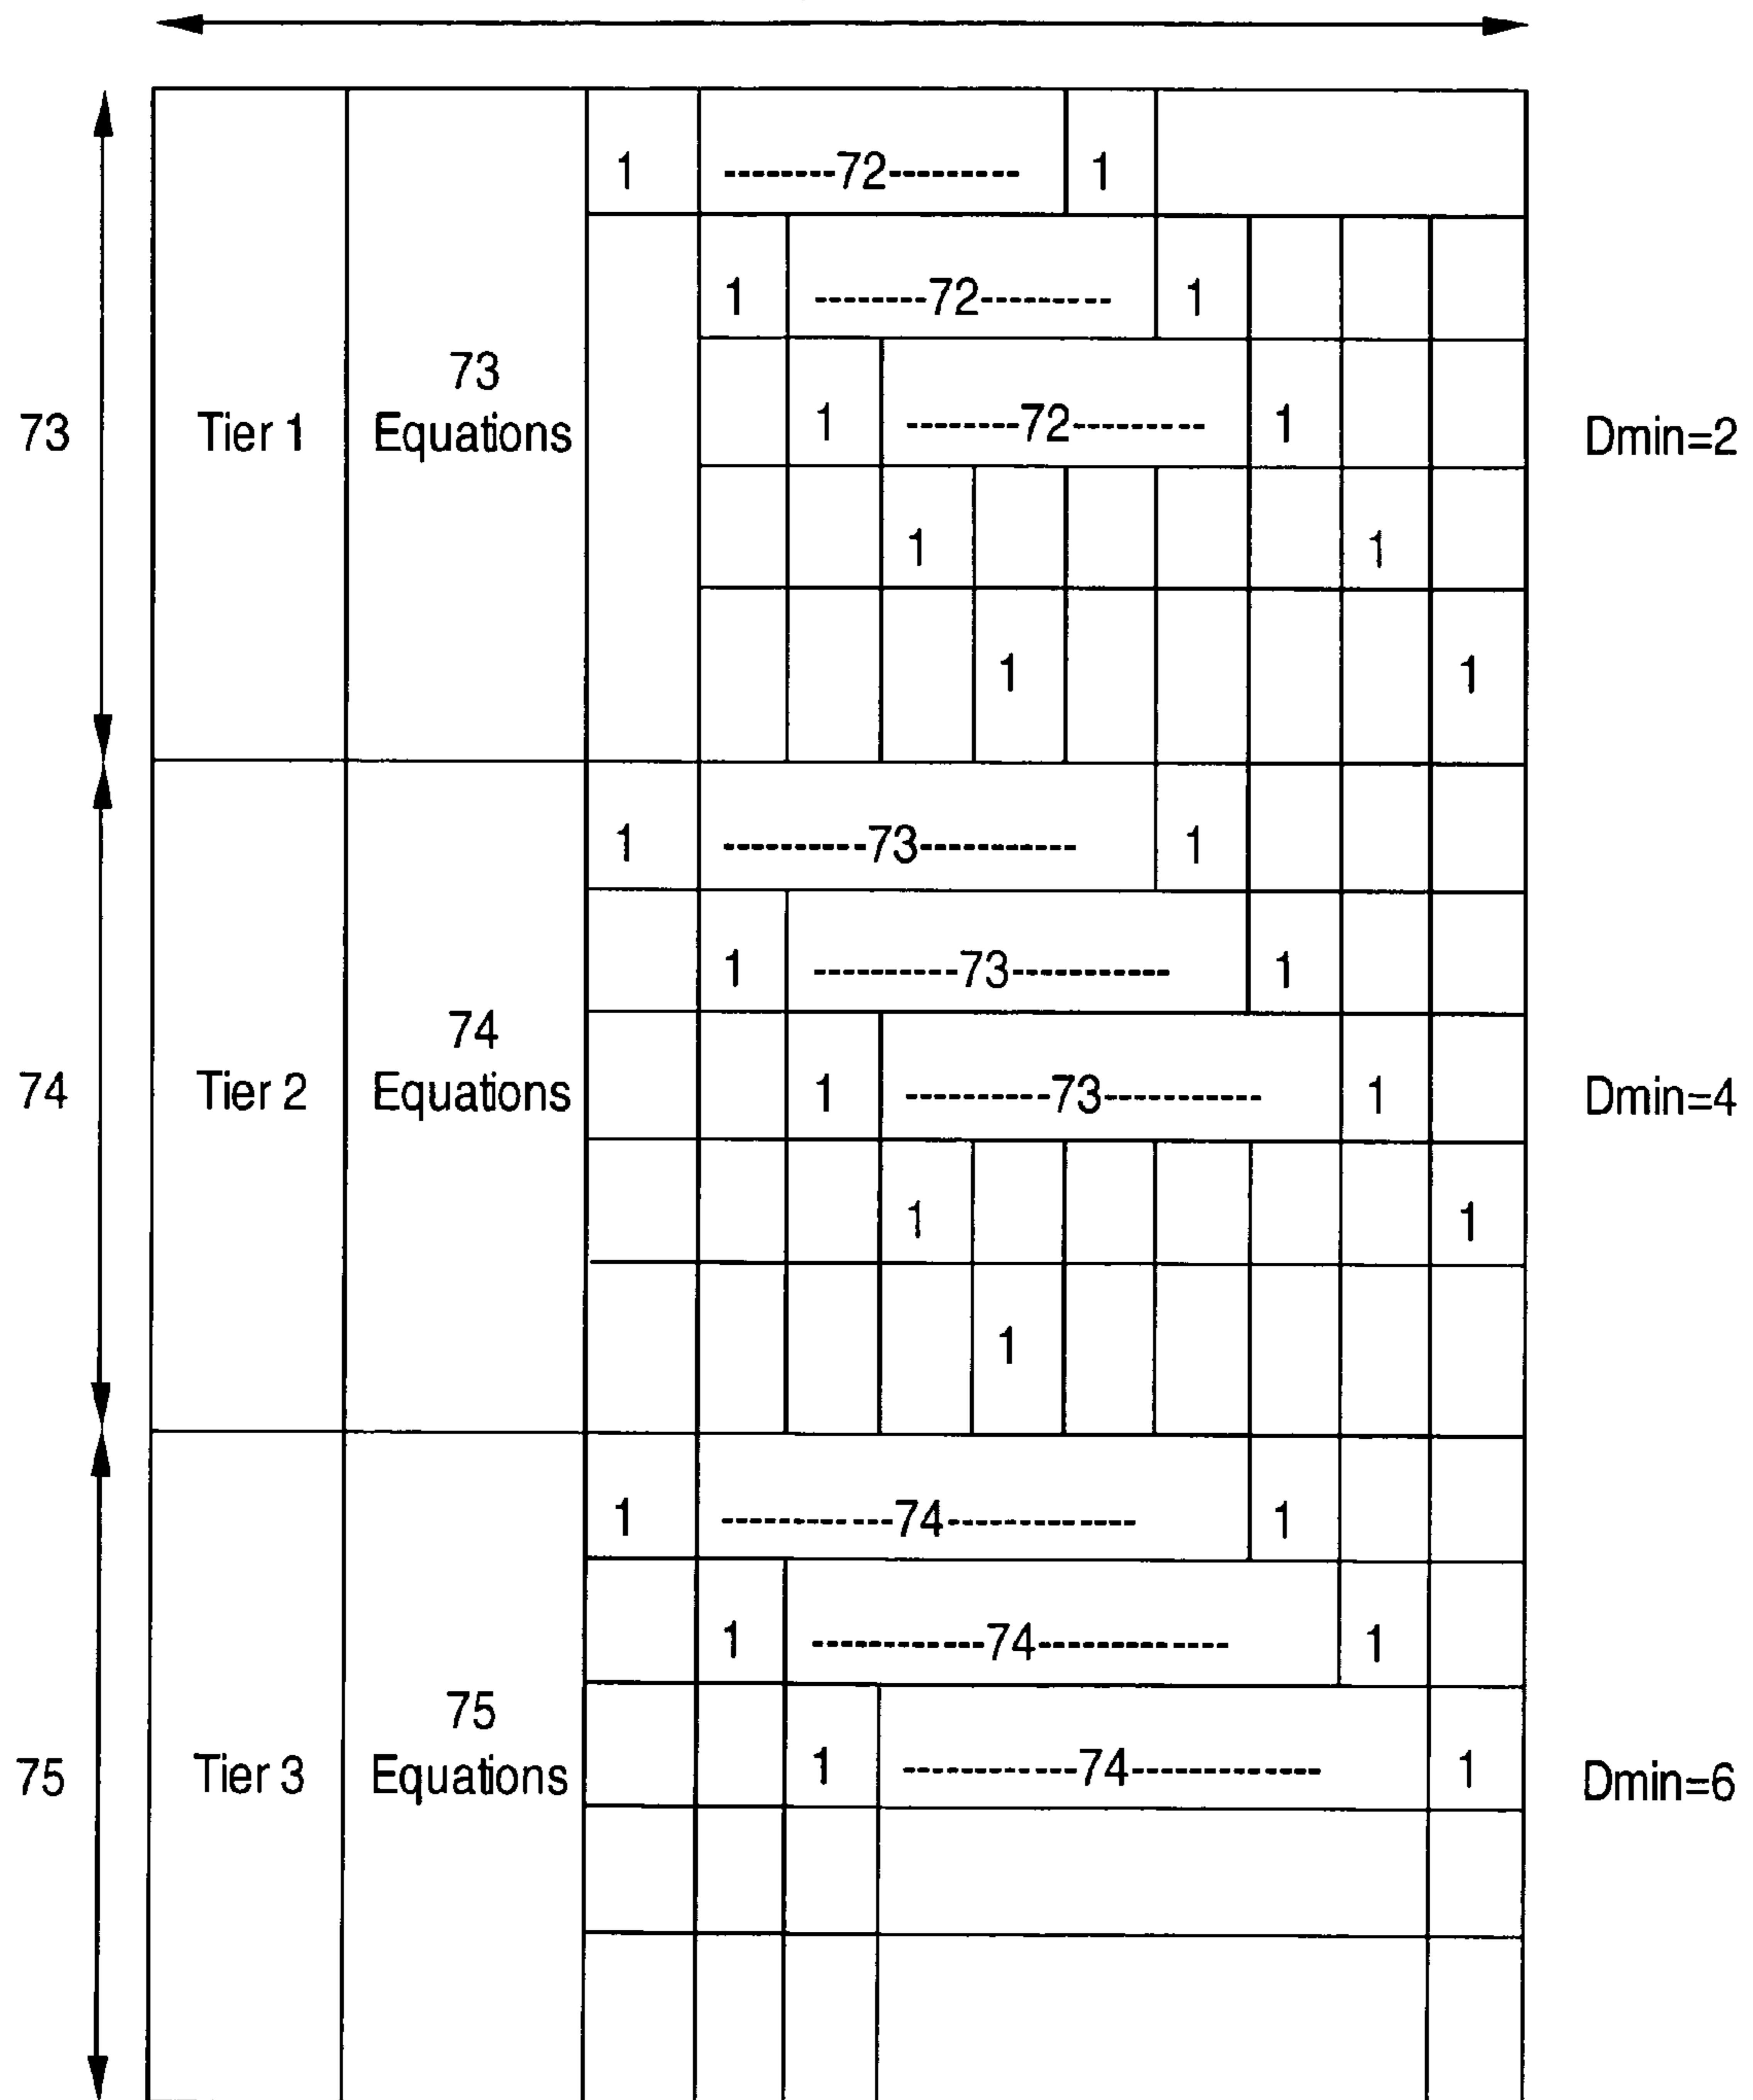 1 --------72--------- 1
1 --------72--------- 1
73
73 Tier 1 Equations 1 --------72--------- 1 Dmin=2
1 1
1 1
1 ----------73----------- 1
1 ----------73----------- 1
74
74 Tier 2 Equations 1 ----------73----------- 1 Dmin=4
1 1
1
1 ------------74------------- 1
1 ------------74------------- 1
75
75 Tier 3 Equations 1 ------------74------------- 1 Dmin=6